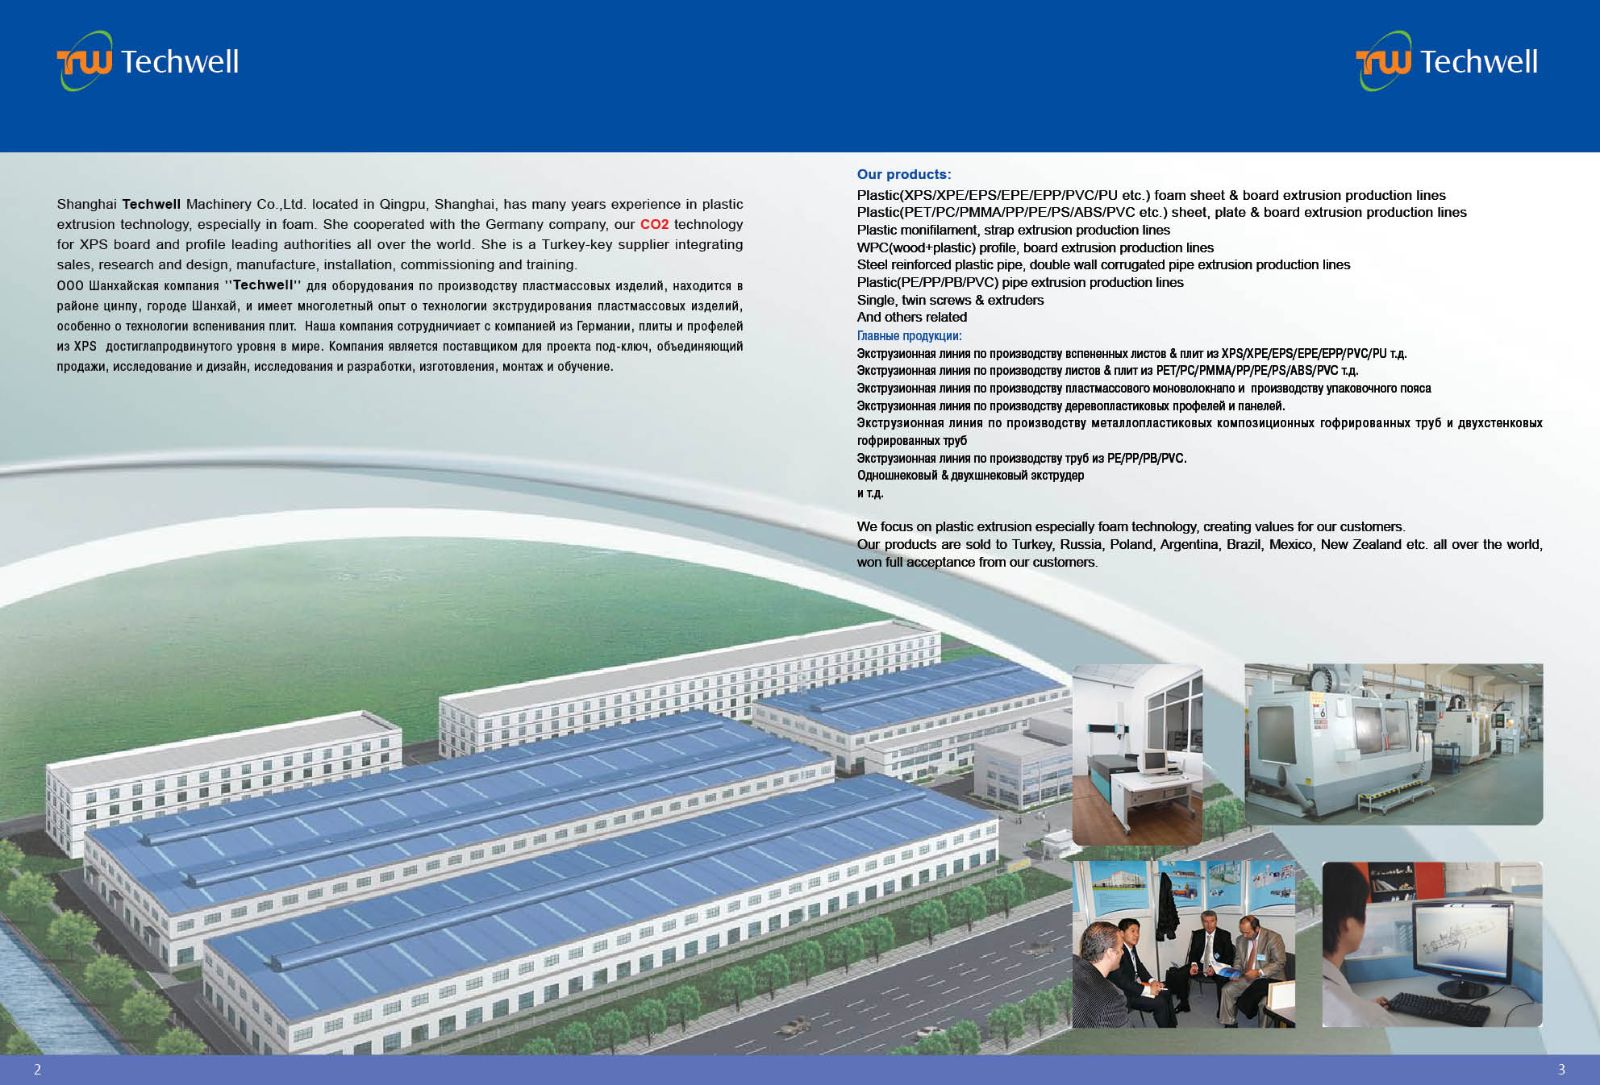 TW Techwell
TW Techwell
Shanghai Techwell Machinery Co.,Ltd. located in Qingpu, Shanghai, has many years experience in plastic
extrusion technology, especially in foam. She cooperated with the Germany company, our CO2 technology
for XPS board and profile leading authorities all over the world. She is a Turkey-key supplier integrating
sales, research and design, manufacture, installation, commissioning and training.
ООО Шанхайская компания "Techwell" для оборудования по производству пластмассовых изделий, находится в
районе цинпу, городе Шанхай, и имеет многолетный опыт о технологии экструдирования пластмассовых изделий,
особенно о технологии вспенивания плит. Наша компания сотрудничиает с компанией из Германии, плиты и профелей
из XPS достиглапродвинутого уровня в мире. Компания является поставщиком для проекта под-ключ, объединяющий
продажи, исследование и дизайн, исследования и разработки, изготовления, монтаж и обучение.
Our products:
Plastic(XPS/XPE/EPS/EPE/EPP/PVC/PU etc.) foam sheet & board extrusion production lines
Plastic(PET/PC/PMMA/PP/PE/PS/ABS/PVC etc.) sheet, plate & board extrusion production lines
Plastic monifilament, strap extrusion production lines
WPC(wood+plastic) profile, board extrusion production lines
Steel reinforced plastic pipe, double wall corrugated pipe extrusion production lines
Plastic(PE/PP/PB/PVC) pipe extrusion production lines
Single, twin screws & extruders
And others related
Главные продукции:
Экструзионная линия по производству вспененных листов & плит из XPS/XPE/EPS/EPE/EPP/PVC/PU т.д.
Экструзионная линия по производству листов & плит из PET/PC/PMMA/PP/PE/PS/ABS/PVC т.д.
Экструзионная линия по производству пластмассового моноволокнапо и производству упаковочного пояса
Экструзионная линия по производству деревопластиковых профелей и панелей.
Экструзионная линия по производству металлопластиковых композиционных гофрированных труб и двухстенковых
гофрированных труб
Экструзионная линия по производству труб из PE/PP/PB/PVC.
Одношнековый & двухшнековый экструдер
и т.д.
We focus on plastic extrusion especially foam technology, creating values for our customers.
Our products are sold to Turkey, Russia, Poland, Argentina, Brazil, Mexico, New Zealand etc. all over the world,
won full acceptance from our customers.
6
2
3